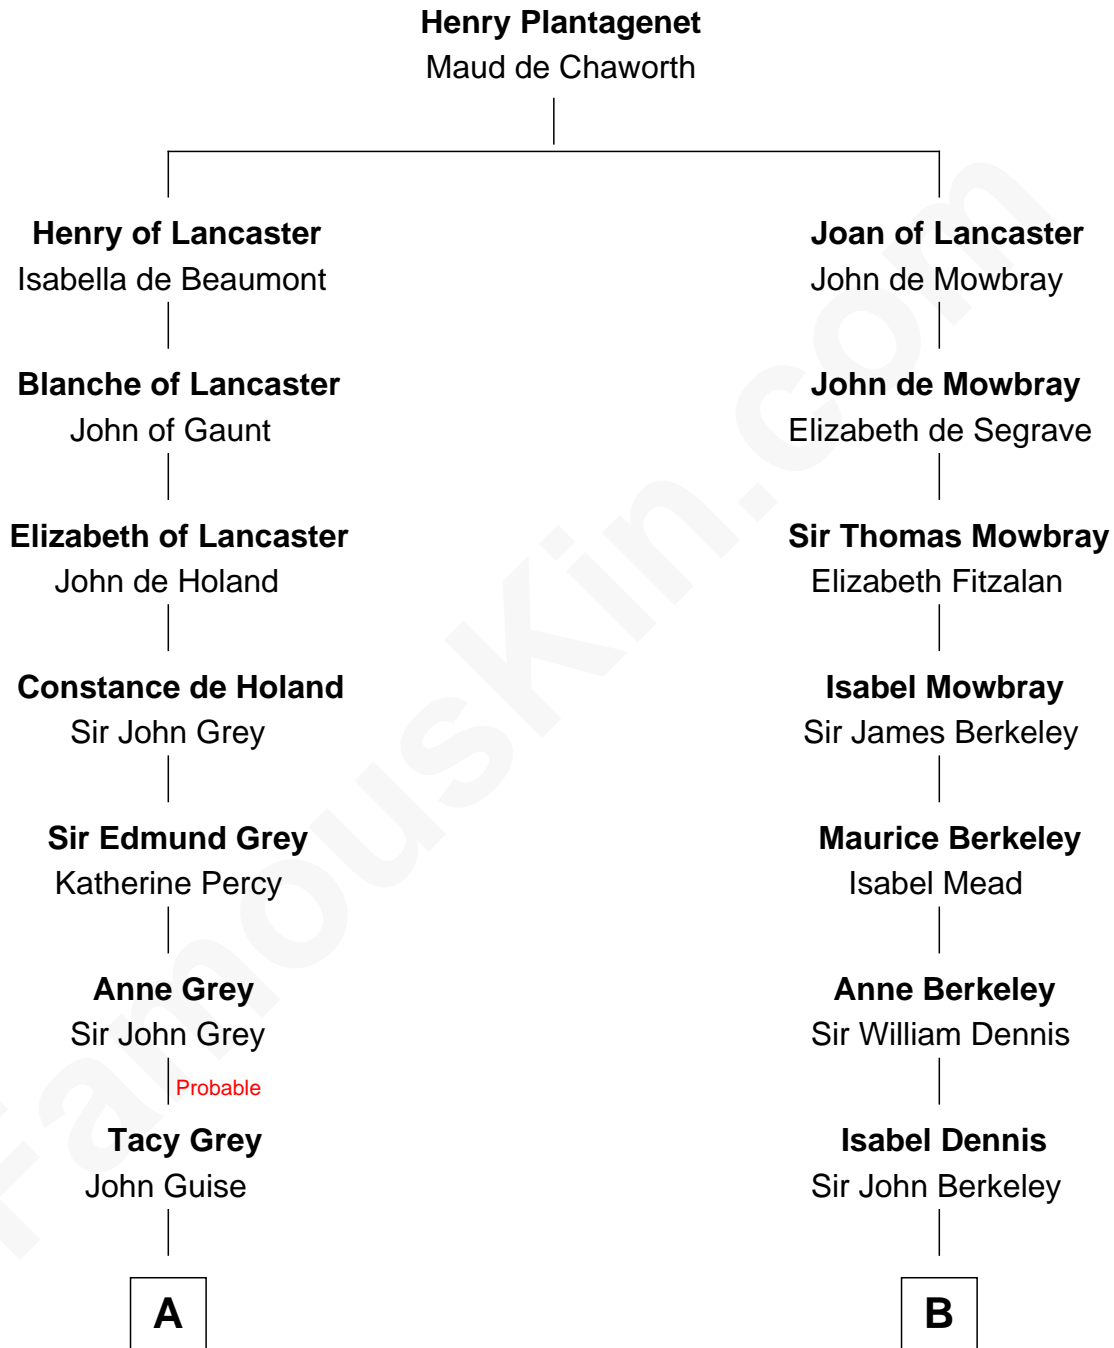 Henry Plantagenet
Maud de Chaworth
Henry of Lancaster
Isabella de Beaumont
Joan of Lancaster
John de Mowbray
Blanche of Lancaster
John of Gaunt
John de Mowbray
Elizabeth de Segrave
Elizabeth of Lancaster
John de Holand
Sir Thomas Mowbray
Elizabeth Fitzalan
Constance de Holand
Sir John Grey
Isabel Mowbray
Sir James Berkeley
Sir Edmund Grey
Katherine Percy
Maurice Berkeley
Isabel Mead
Anne Grey
Sir John Grey
Anne Berkeley
Sir William Dennis
Probable
Tacy Grey
John Guise
Isabel Dennis
Sir John Berkeley
A
B
FamousKin.com